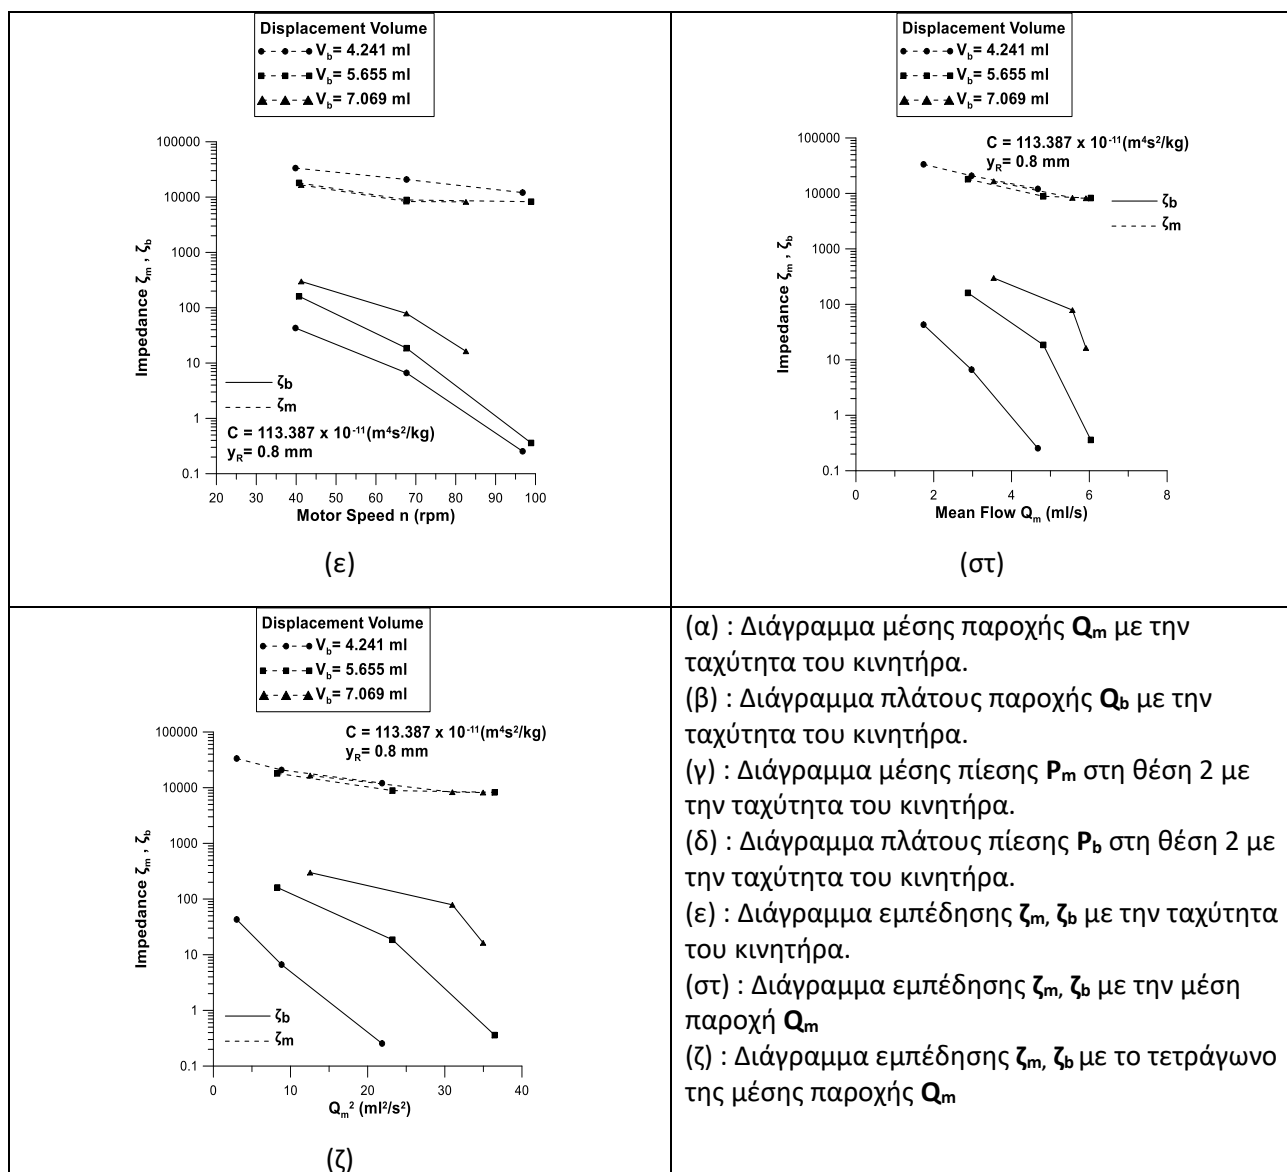 Displacement Volume
V_b= 4.241 ml
V_b= 5.655 ml
V_b= 7.069 ml
100000
10000
1000
100
10
1
0.1
Impedance ζ_m , ζ_b
ζ_b
ζ_m
C = 113.387 x 10^-11(m^4s^2/kg)
y_R= 0.8 mm
20 30 40 50 60 70 80 90 100
Motor Speed n (rpm)
(ε)
Displacement Volume
V_b= 4.241 ml
V_b= 5.655 ml
V_b= 7.069 ml
C = 113.387 x 10^-11(m^4s^2/kg)
y_R= 0.8 mm
100000
10000
1000
100
10
1
0.1
Impedance ζ_m , ζ_b
ζ_b
ζ_m
0 2 4 6 8
Mean Flow Q_m (ml/s)
(στ)
Displacement Volume
V_b= 4.241 ml
V_b= 5.655 ml
V_b= 7.069 ml
C = 113.387 x 10^-11(m^4s^2/kg)
y_R= 0.8 mm
100000
10000
1000
100
10
1
0.1
Impedance ζ_m , ζ_b
ζ_b
ζ_m
0 10 20 30 40
Q_m^2 (ml^2/s^2)
(ζ)
(α) : Διάγραμμα μέσης παροχής Q_m με την
ταχύτητα του κινητήρα.
(β) : Διάγραμμα πλάτους παροχής Q_b με την
ταχύτητα του κινητήρα.
(γ) : Διάγραμμα μέσης πίεσης P_m στη θέση 2 με
την ταχύτητα του κινητήρα.
(δ) : Διάγραμμα πλάτους πίεσης P_b στη θέση 2 με
την ταχύτητα του κινητήρα.
(ε) : Διάγραμμα εμπέδησης ζ_m, ζ_b με την ταχύτητα
του κινητήρα.
(στ) : Διάγραμμα εμπέδησης ζ_m, ζ_b με την μέση
παροχή Q_m
(ζ) : Διάγραμμα εμπέδησης ζ_m, ζ_b με το τετράγωνο
της μέσης παροχής Q_m